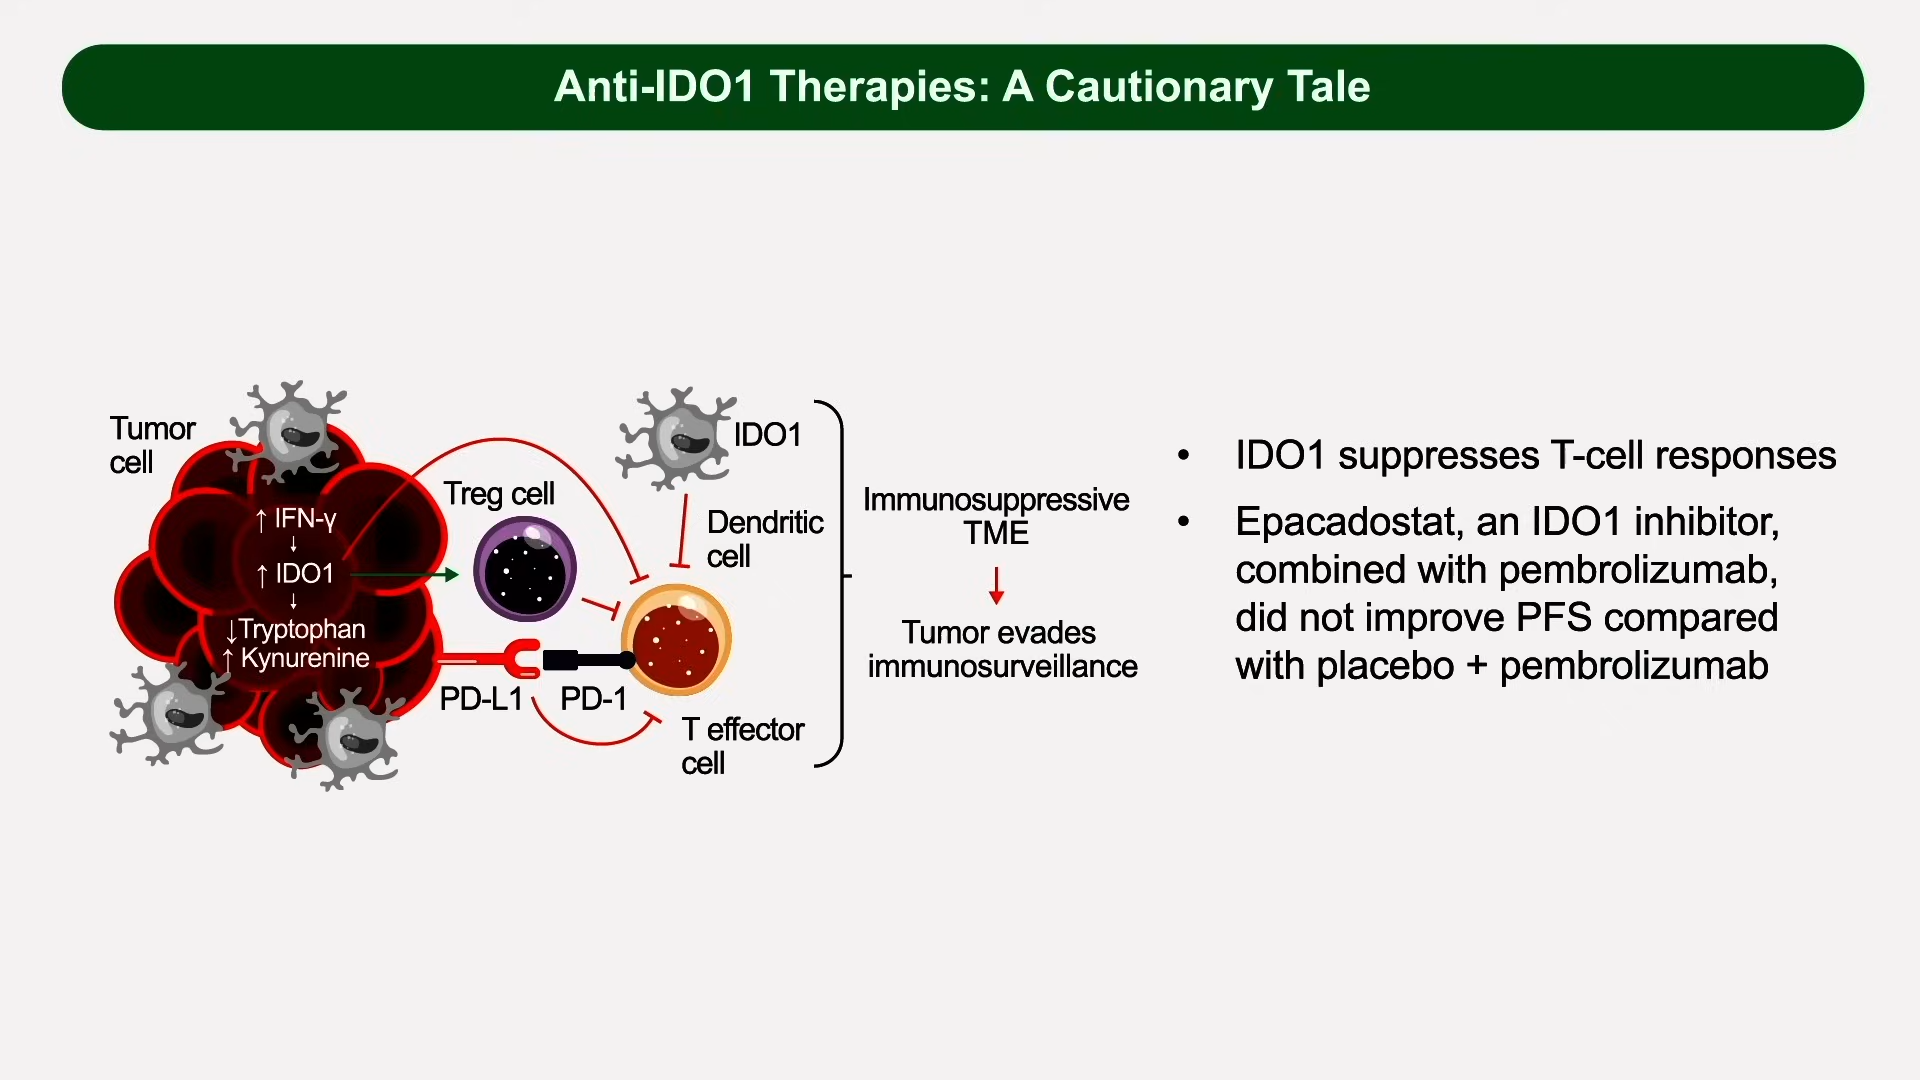 Anti-IDO1 Therapies: A Cautionary Tale
Tumor
cell
↑ IFN-γ
↓
↑ IDO1
↓
↓Tryptophan
↑ Kynurenine
Treg cell
IDO1
Dendritic
cell
PD-L1
PD-1
T effector
cell
Immunosuppressive
TME
Tumor evades
immunosurveillance
• IDO1 suppresses T-cell responses
• Epacadostat, an IDO1 inhibitor,
combined with pembrolizumab,
did not improve PFS compared
with placebo + pembrolizumab